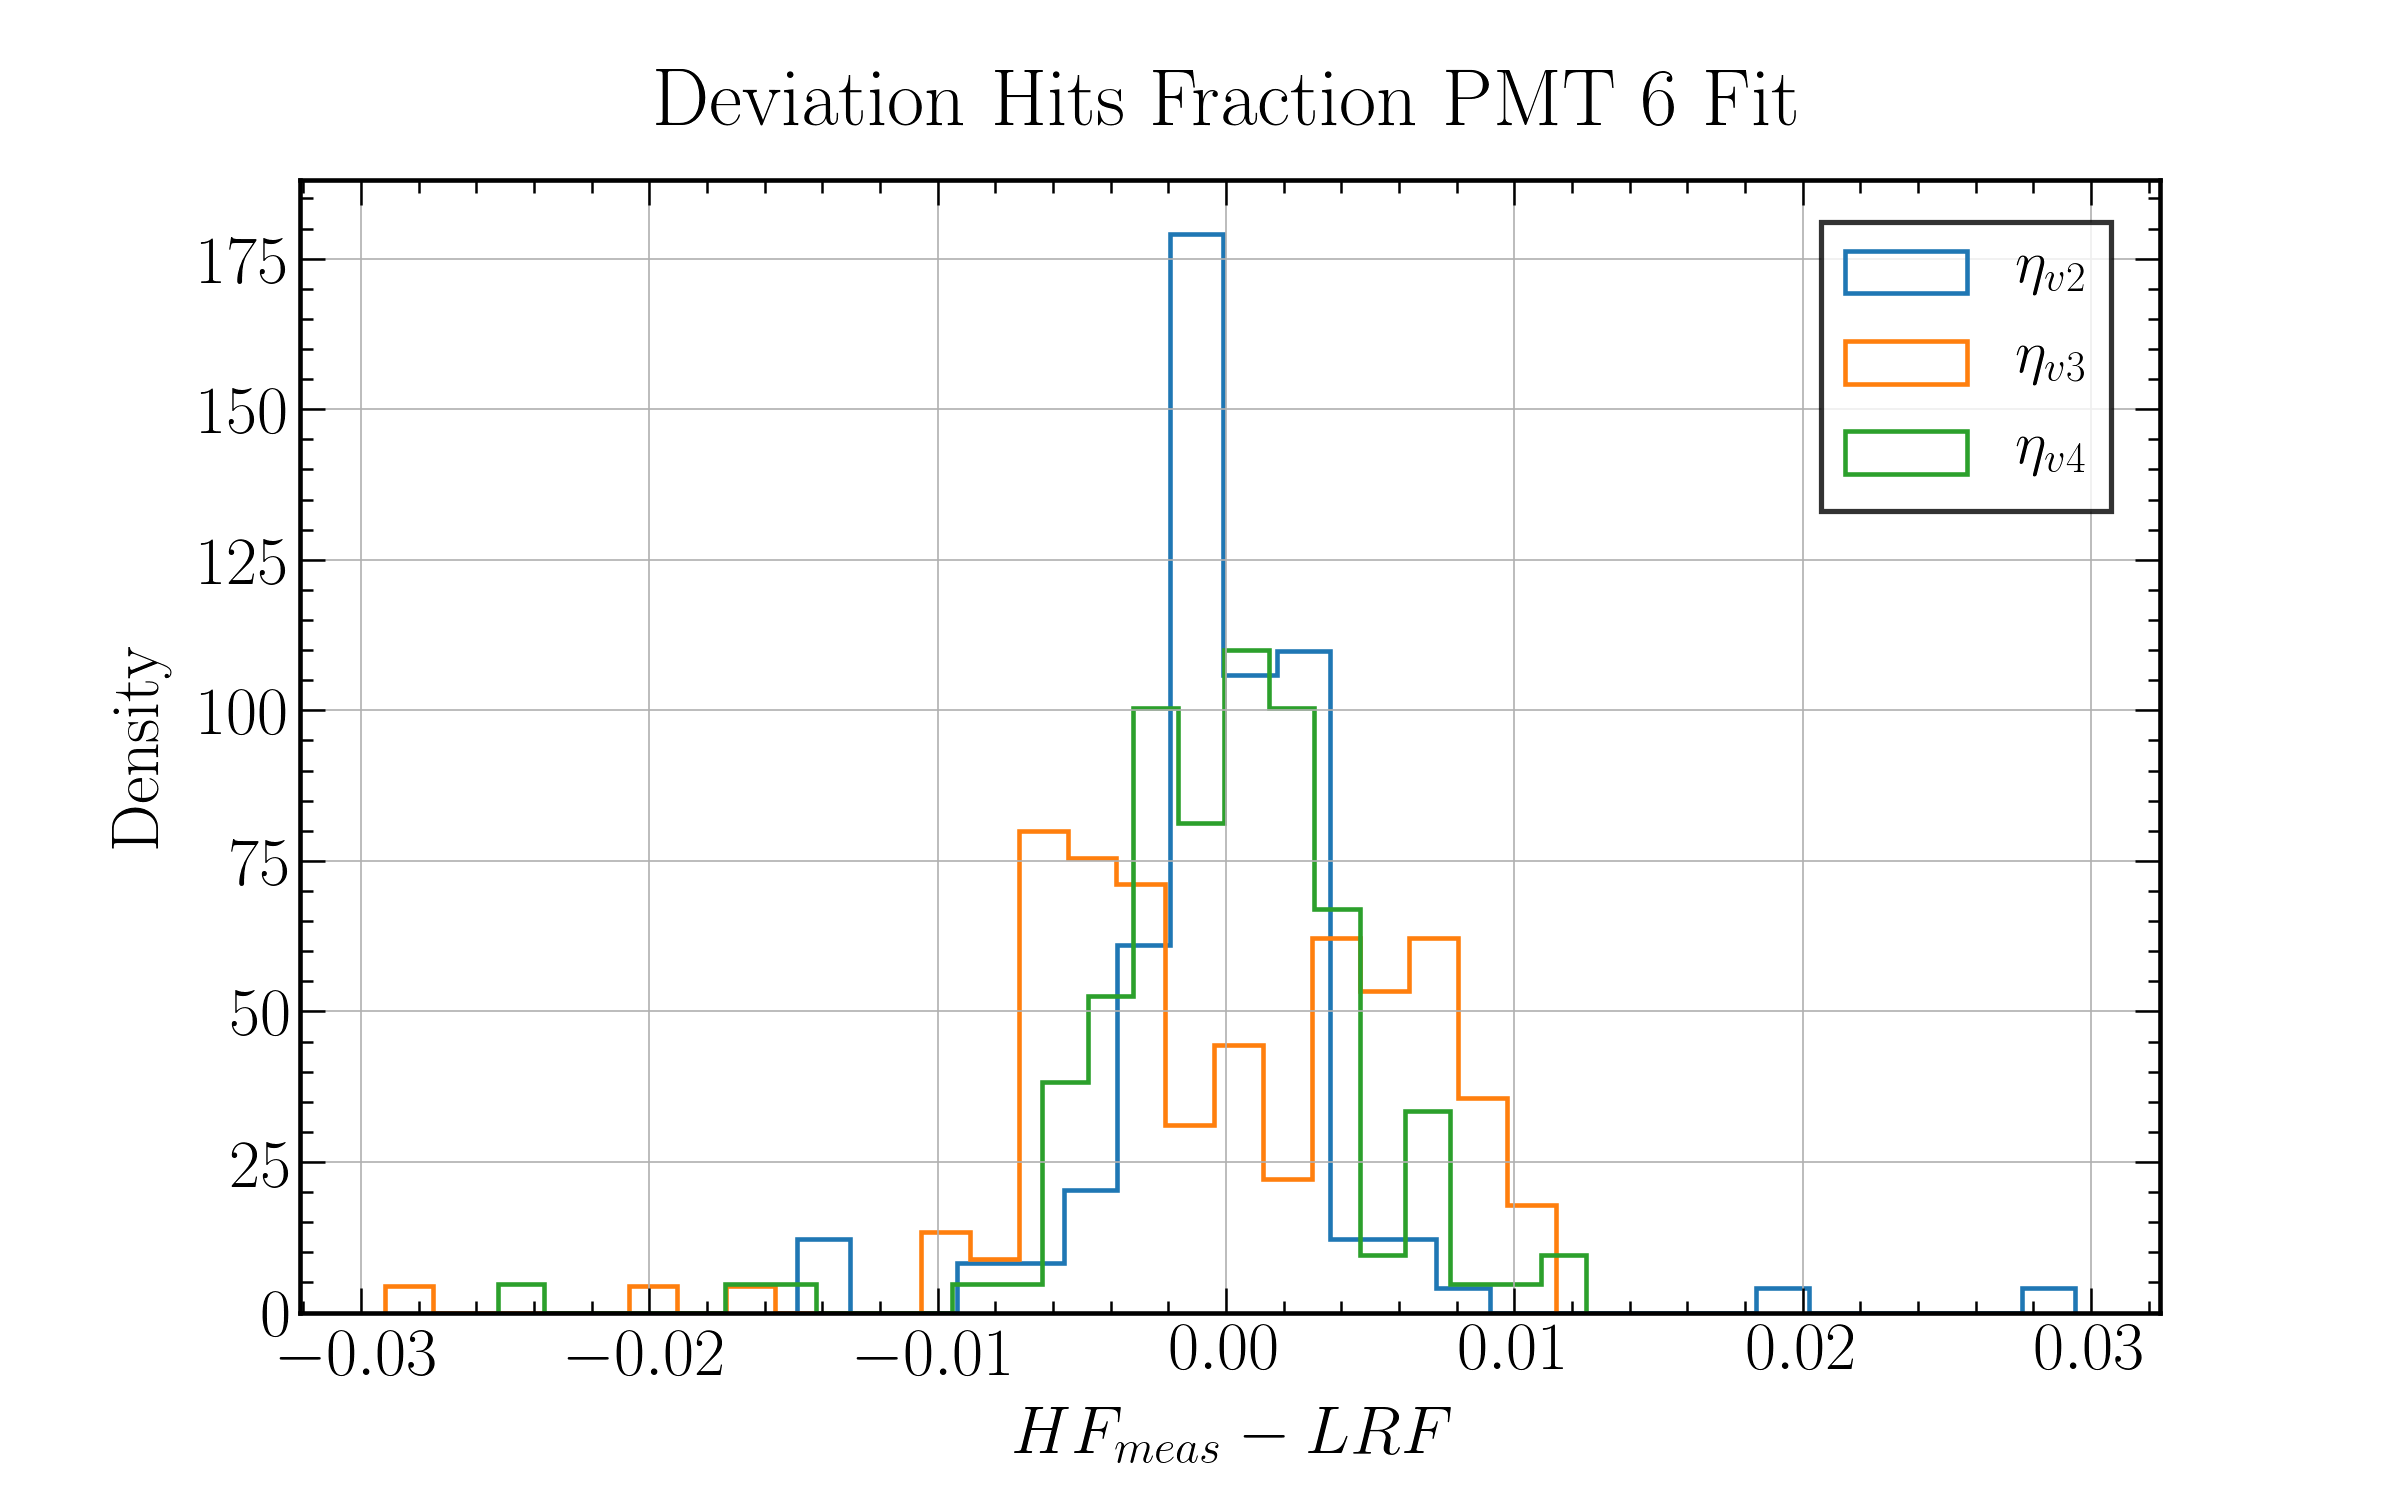 Deviation Hits Fraction PMT 6 Fit
Density
175
150
125
100
75
50
25
0
−0.03 −0.02 −0.01 0.00 0.01 0.02 0.03
HF_meas − LRF
η_v2
η_v3
η_v4